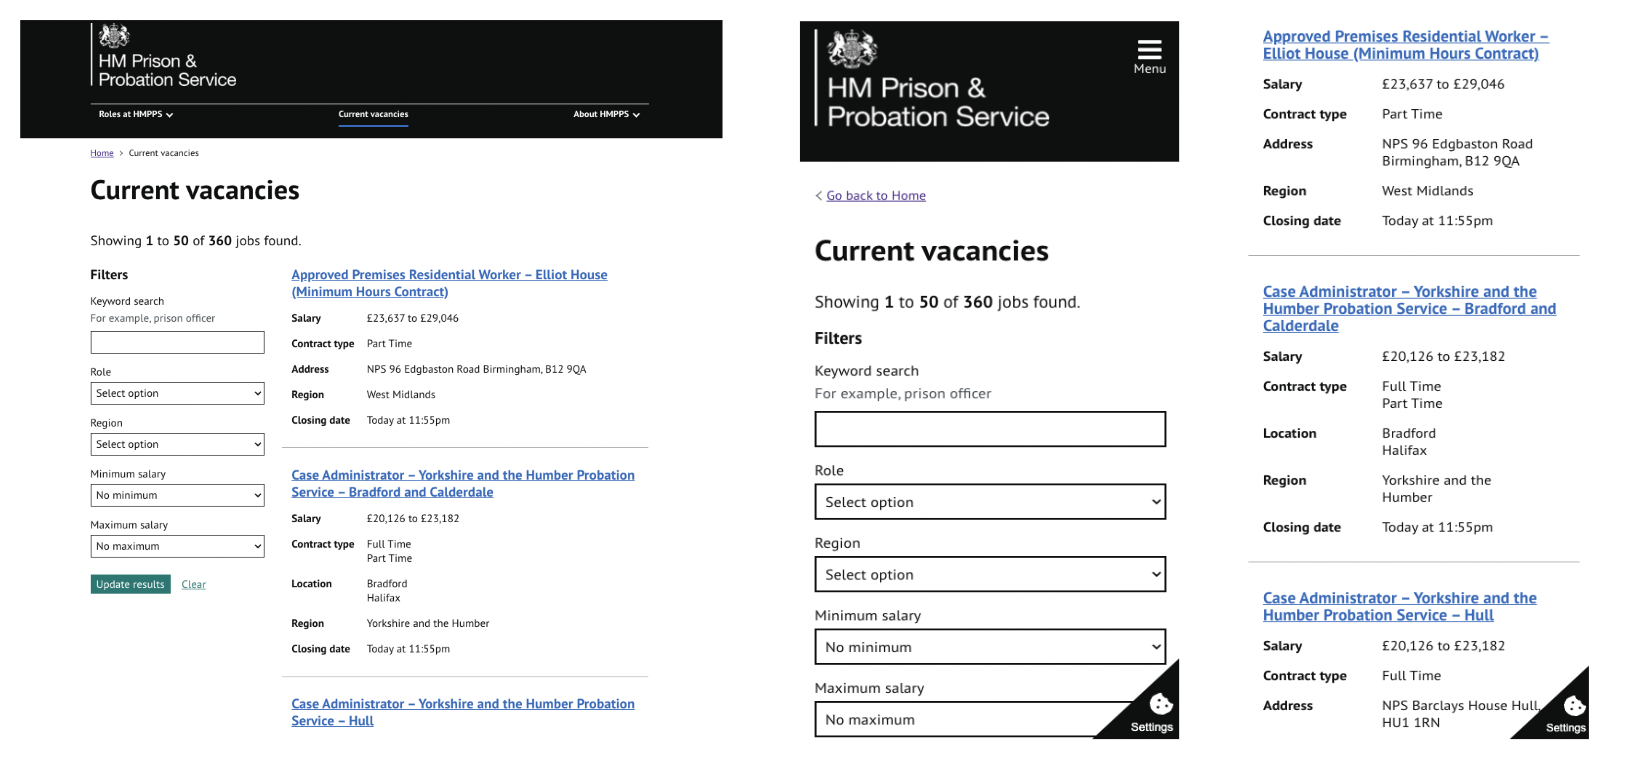 HM Prison &
Probation Service
Roles at HMPPS
Current vacancies
About HMPPS
Home > Current vacancies
Current vacancies
Showing 1 to 50 of 360 jobs found.
Filters
Keyword search
For example, prison officer
Role
Select option
Region
Select option
Minimum salary
No minimum
Maximum salary
No maximum
Update results Clear
Approved Premises Residential Worker – Elliot House
(Minimum Hours Contract)
Salary £23,637 to £29,046
Contract type Part Time
Address NPS 96 Edgbaston Road Birmingham, B12 9QA
Region West Midlands
Closing date Today at 11:55pm
Case Administrator – Yorkshire and the Humber Probation
Service – Bradford and Calderdale
Salary £20,126 to £23,182
Contract type Full Time
Part Time
Location Bradford
Halifax
Region Yorkshire and the Humber
Closing date Today at 11:55pm
Case Administrator – Yorkshire and the Humber Probation
Service – Hull
HM Prison &
Probation Service
Menu
< Go back to Home
Current vacancies
Showing 1 to 50 of 360 jobs found.
Filters
Keyword search
For example, prison officer
Role
Select option
Region
Select option
Minimum salary
No minimum
Maximum salary
No maximum
Settings
Approved Premises Residential Worker –
Elliot House (Minimum Hours Contract)
Salary £23,637 to £29,046
Contract type Part Time
Address NPS 96 Edgbaston Road
Birmingham, B12 9QA
Region West Midlands
Closing date Today at 11:55pm
Case Administrator – Yorkshire and the
Humber Probation Service – Bradford and
Calderdale
Salary £20,126 to £23,182
Contract type Full Time
Part Time
Location Bradford
Halifax
Region Yorkshire and the
Humber
Closing date Today at 11:55pm
Case Administrator – Yorkshire and the
Humber Probation Service – Hull
Salary £20,126 to £23,182
Contract type Full Time
Address NPS Barclays House Hull,
HU1 1RN
Settings